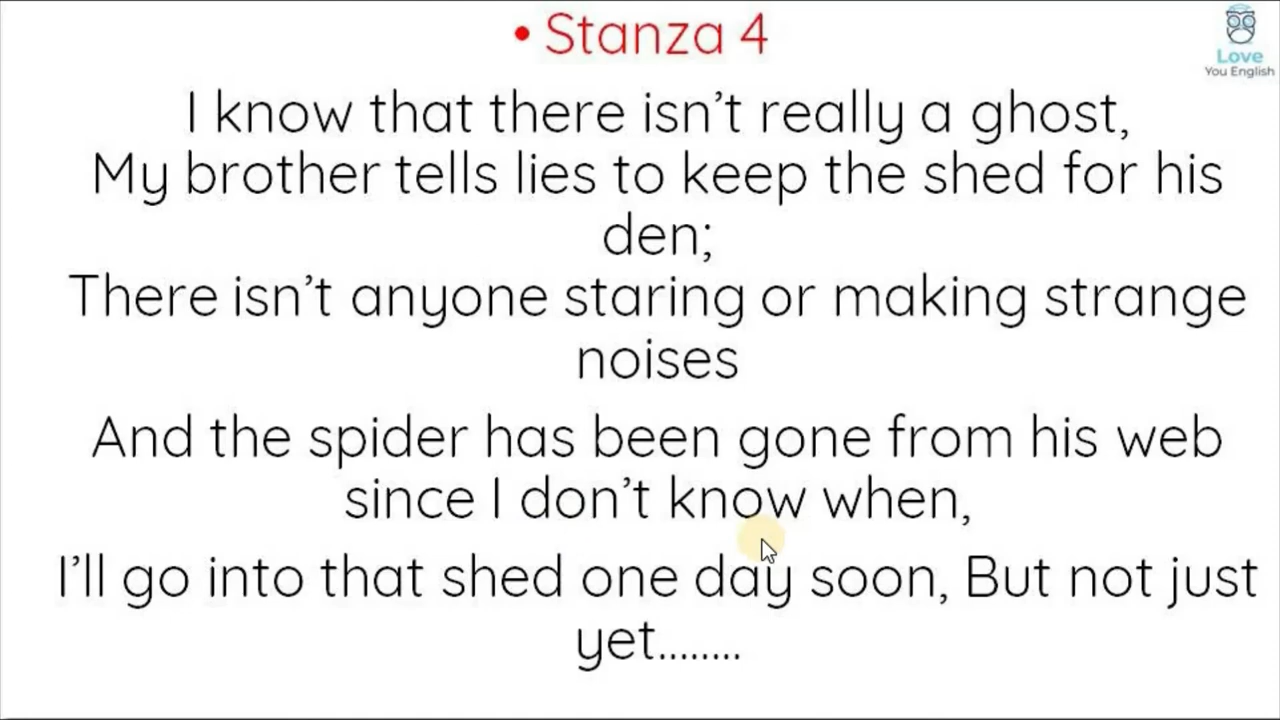 • Stanza 4
Love
You English
I know that there isn't really a ghost,
My brother tells lies to keep the shed for his
den;
There isn't anyone staring or making strange
noises
And the spider has been gone from his web
since I don't know when,
I'll go into that shed one day soon, But not just
yet........